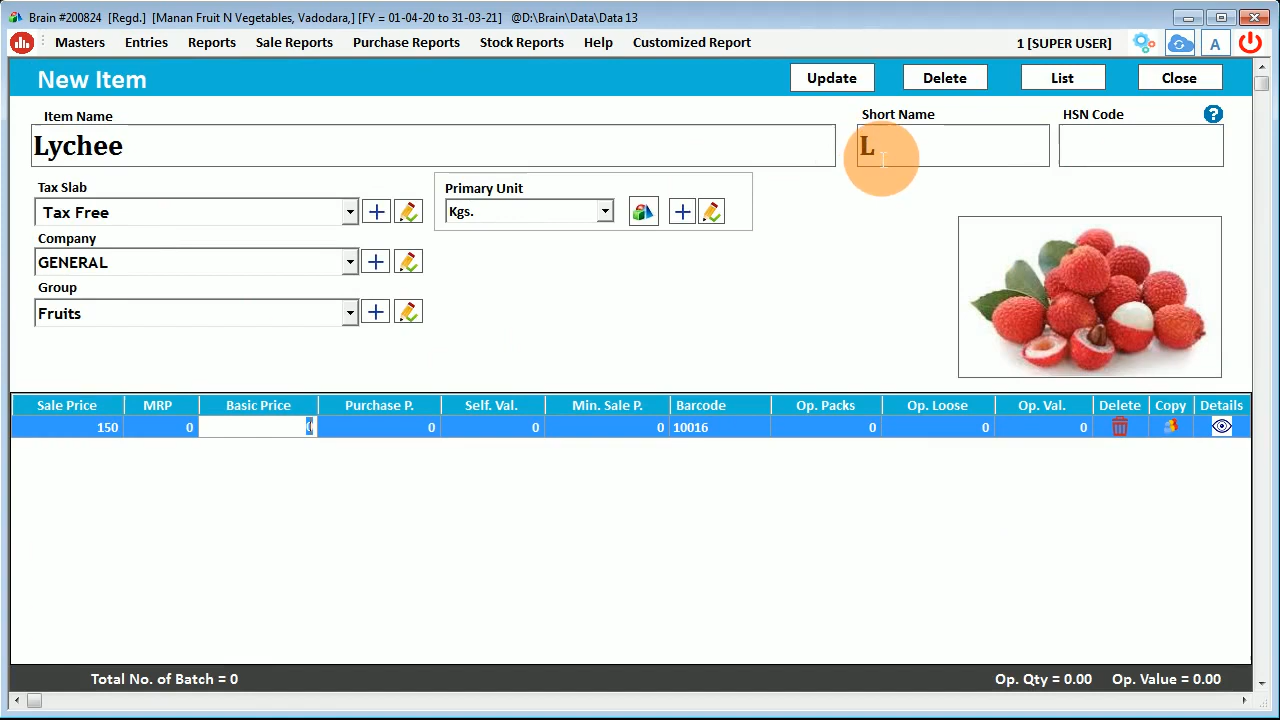 Brain #200824 [Regd.] [Manan Fruit N Vegetables, Vadodara,] [FY = 01-04-20 to 31-03-21] @D:\Brain\Data\Data 13
Masters Entries Reports Sale Reports Purchase Reports Stock Reports Help Customized Report 1 [SUPER USER] A
New Item Update Delete List Close
Item Name Short Name HSN Code ?
Lychee L
Tax Slab Primary Unit
Tax Free Kgs.
Company
GENERAL
Group
Fruits
Sale Price MRP Basic Price Purchase P. Self. Val. Min. Sale P. Barcode Op. Packs Op. Loose Op. Val. Delete Copy Details
150 0 0 0 0 0 10016 0 0 0
Total No. of Batch = 0 Op. Qty = 0.00 Op. Value = 0.00